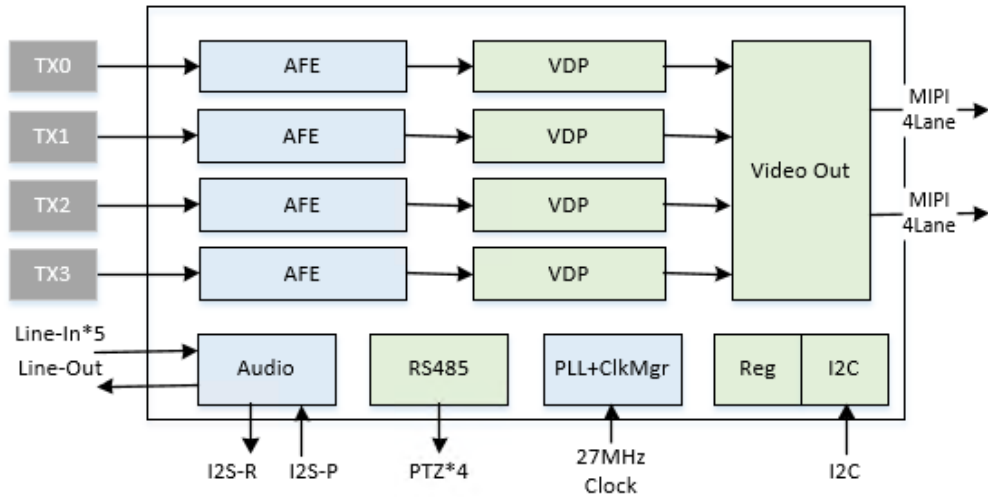 TX0
AFE
VDP
TX1
AFE
VDP
TX2
AFE
VDP
TX3
AFE
VDP
Video Out
MIPI
4Lane
MIPI
4Lane
Line-In*5
Line-Out
Audio
RS485
PLL+ClkMgr
Reg
I2C
I2S-R
I2S-P
PTZ*4
27MHz
Clock
I2C